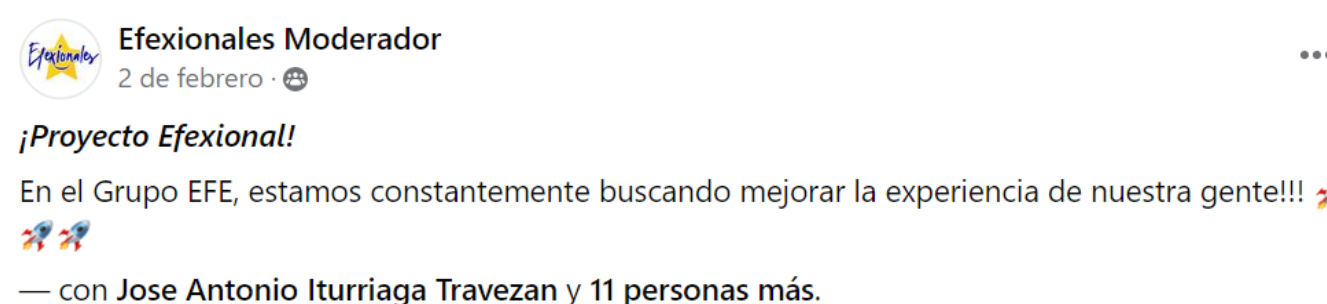 Efexionales
Efexionales Moderador
2 de febrero ·
¡Proyecto Efexional!
En el Grupo EFE, estamos constantemente buscando mejorar la experiencia de nuestra gente!!! 🚀
🚀🚀
— con Jose Antonio Iturriaga Travezan y 11 personas más.